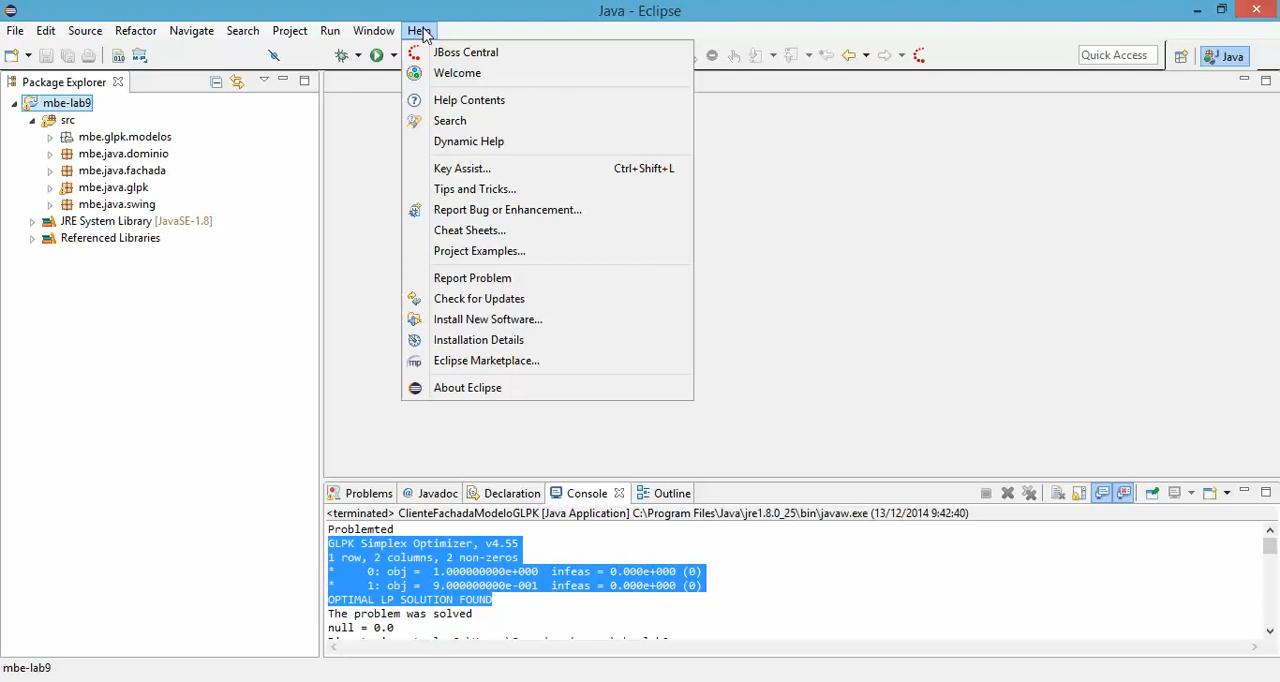 Java - Eclipse
File Edit Source Refactor Navigate Search Project Run Window Help
Quick Access Java
Package Explorer
mbe-lab9
src
mbe.glpk.modelos
mbe.java.dominio
mbe.java.fachada
mbe.java.glpk
mbe.java.swing
JRE System Library [JavaSE-1.8]
Referenced Libraries
JBoss Central
Welcome
Help Contents
Search
Dynamic Help
Key Assist... Ctrl+Shift+L
Tips and Tricks...
Report Bug or Enhancement...
Cheat Sheets...
Project Examples...
Report Problem
Check for Updates
Install New Software...
Installation Details
Eclipse Marketplace...
About Eclipse
Problems @ Javadoc Declaration Console Outline
<terminated> ClienteFachadaModeloGLPK [Java Application] C:\Program Files\Java\jre1.8.0_25\bin\javaw.exe (13/12/2014 9:42:40)
Problemted
GLPK Simplex Optimizer, v4.55
1 row, 2 columns, 2 non-zeros
* 0: obj = 1.000000000e+000 infeas = 0.000e+000 (0)
* 1: obj = 9.000000000e-001 infeas = 0.000e+000 (0)
OPTIMAL LP SOLUTION FOUND
The problem was solved
null = 0.0
mbe-lab9